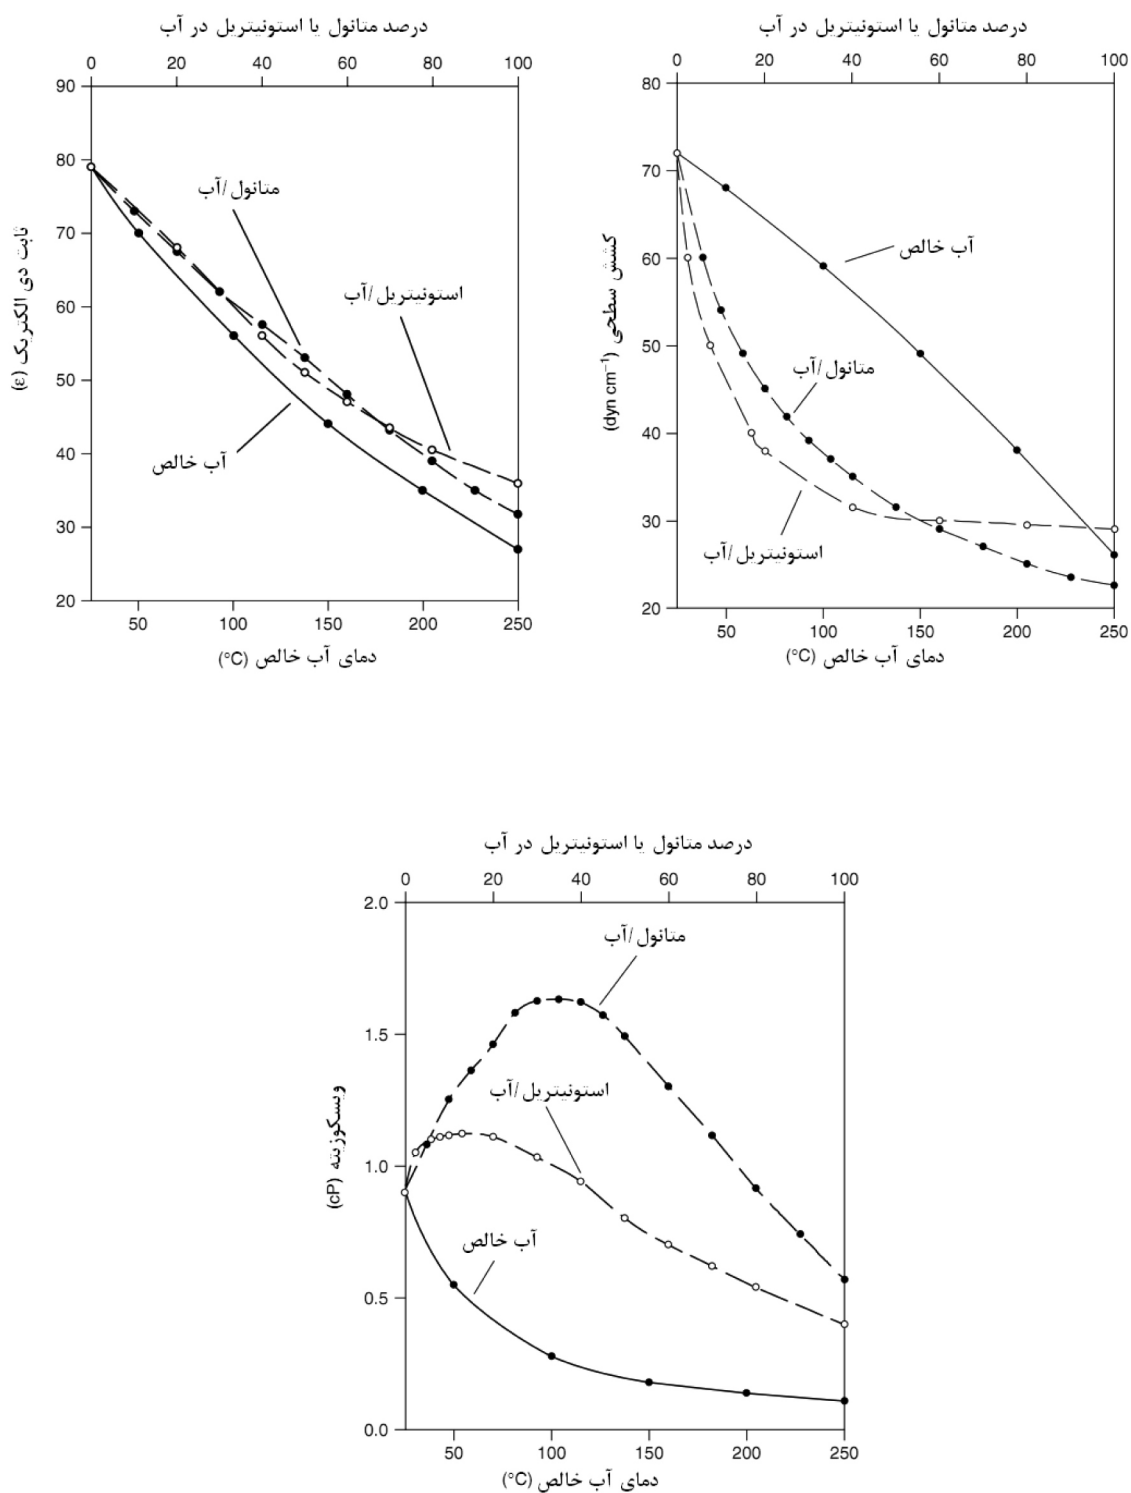 درصد متانول یا استونیتریل در آب
0 20 40 60 80 100
90
80
70
60
50
40
30
20
ثابت دی الکتریک (ε)
متانول/آب
استونیتریل/آب
آب خالص
50 100 150 200 250
دمای آب خالص (°C)
درصد متانول یا استونیتریل در آب
0 20 40 60 80 100
80
70
60
50
40
30
20
کشش سطحی (dyn cm⁻¹)
آب خالص
متانول/آب
استونیتریل/آب
50 100 150 200 250
دمای آب خالص (°C)
درصد متانول یا استونیتریل در آب
0 20 40 60 80 100
2.0
1.5
1.0
0.5
0.0
ویسکوزیته (cP)
متانول/آب
استونیتریل/آب
آب خالص
50 100 150 200 250
دمای آب خالص (°C)